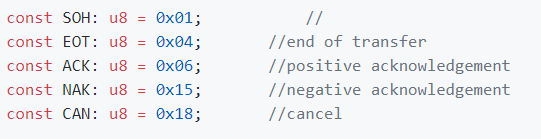 const SOH: u8 = 0x01;             //
const EOT: u8 = 0x04;        //end of transfer
const ACK: u8 = 0x06;        //positive acknowledgement
const NAK: u8 = 0x15;        //negative acknowledgement
const CAN: u8 = 0x18;        //cancel